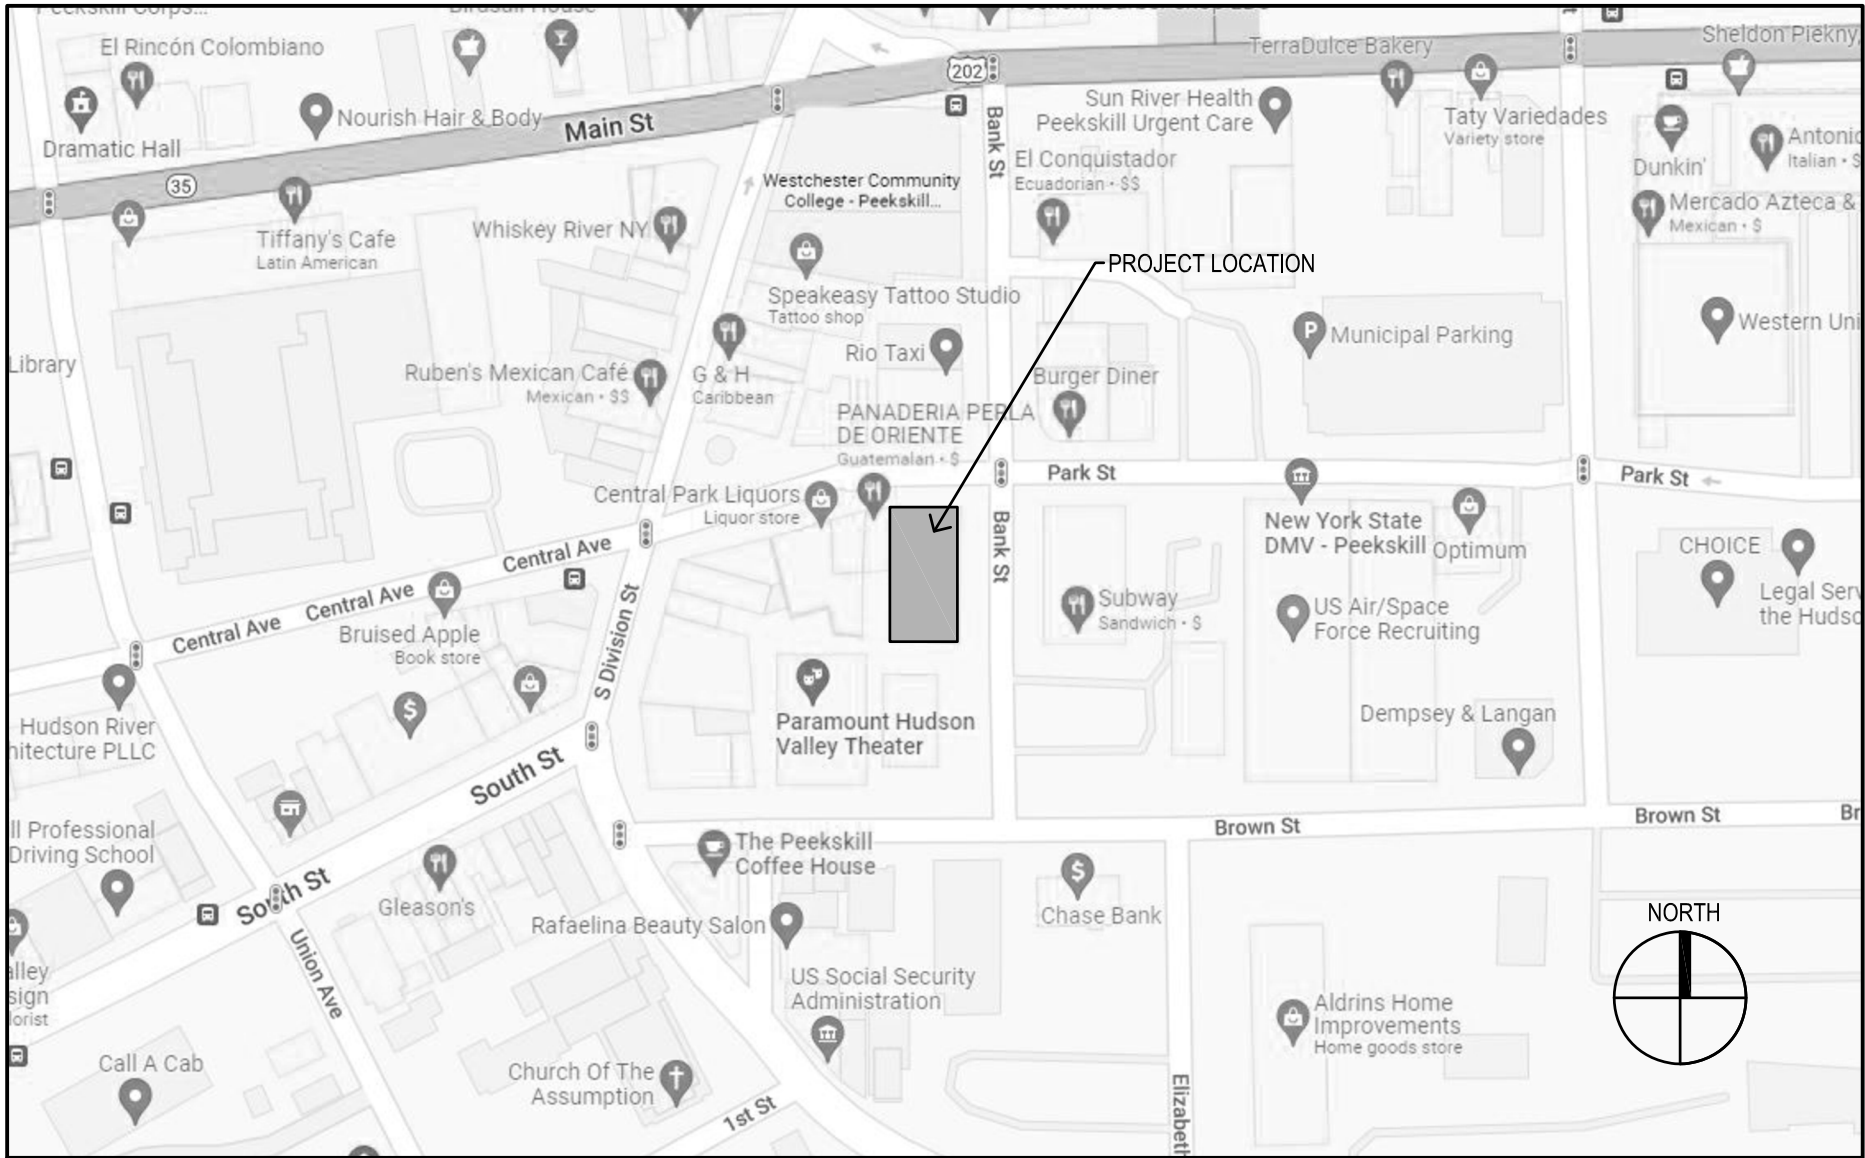 Peekskill Corps...
Birdsall House
El Rincón Colombiano
202
TerraDulce Bakery
Sheldon Piekny,
Dramatic Hall
Nourish Hair & Body
Main St
35
Bank St
Sun River Health
Peekskill Urgent Care
Taty Variedades
Variety store
Dunkin'
Antonio
Italian • $
El Conquistador
Ecuadorian • $$
Westchester Community
College - Peekskill...
Mercado Azteca &
Mexican • $
Tiffany's Cafe
Latin American
Whiskey River NY
PROJECT LOCATION
Speakeasy Tattoo Studio
Tattoo shop
Municipal Parking
P
Western Uni
Library
Rio Taxi
Ruben's Mexican Café
Mexican • $$
G & H
Caribbean
Burger Diner
PANADERIA PERLA
DE ORIENTE
Guatemalan • $
Park St
Park St
Central Park Liquors
Liquor store
New York State
DMV - Peekskill
Optimum
CHOICE
Bank St
Central Ave
Central Ave
Central Ave
S Division St
Subway
Sandwich • $
US Air/Space
Force Recruiting
Legal Serv
the Hudso
Bruised Apple
Book store
$
Hudson River
hitecture PLLC
Paramount Hudson
Valley Theater
Dempsey & Langan
South St
ll Professional
Driving School
The Peekskill
Coffee House
Brown St
Brown St
Br
South St
Gleason's
$
Chase Bank
Rafaelina Beauty Salon
NORTH
Union Ave
alley
sign
lorist
US Social Security
Administration
Aldrins Home
Improvements
Home goods store
Call A Cab
Church Of The
Assumption
1st St
Elizabeth